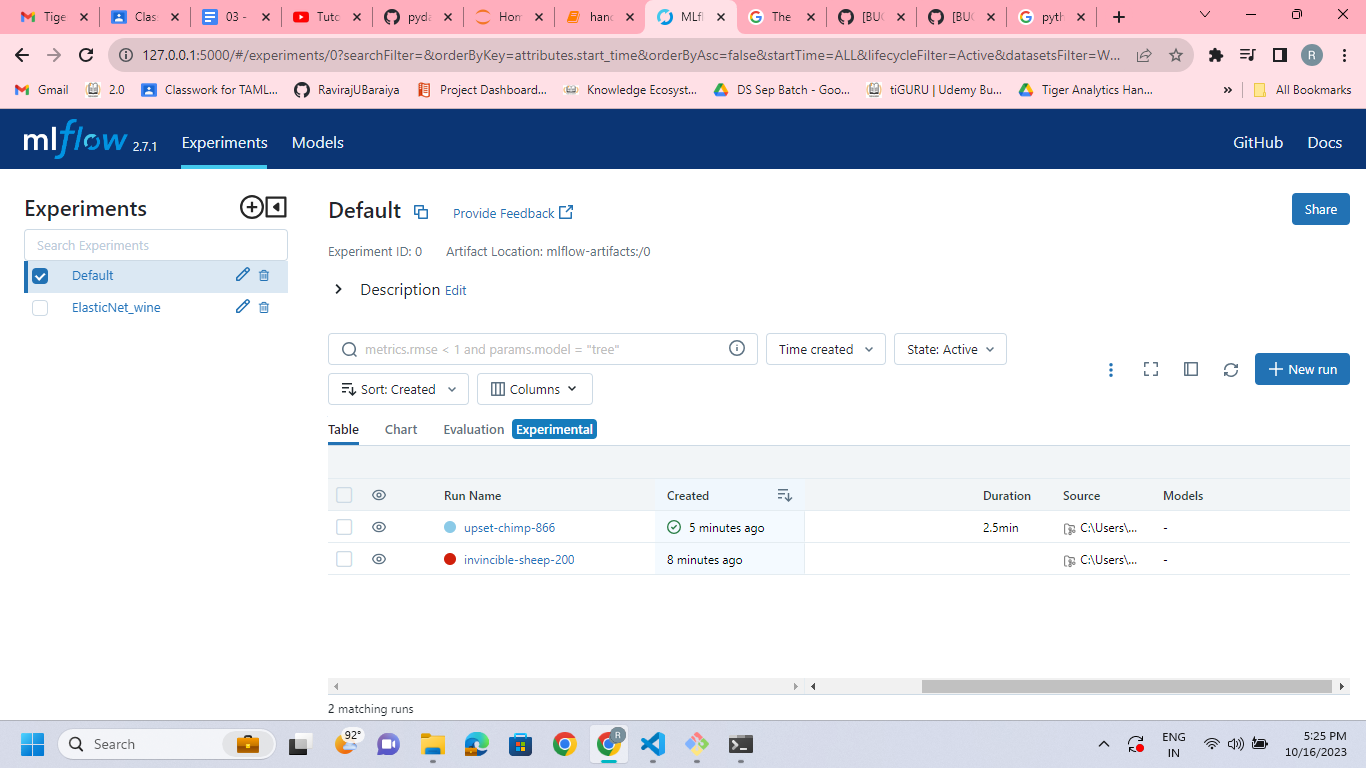 Tige
Clas
03 -
Tuto
pyda
Hom
hand
MLfl
The
[BUG
[BUG
pyth
127.0.0.1:5000/#/experiments/0?searchFilter=&orderByKey=attributes.start_time&orderByAsc=false&startTime=ALL&lifecycleFilter=Active&datasetsFilter=W...
R
Gmail
2.0
Classwork for TAML...
RavirajUBaraiya
Project Dashboard...
Knowledge Ecosyst...
DS Sep Batch - Goo...
tiGURU | Udemy Bu...
Tiger Analytics Han...
»
All Bookmarks
mlflow 2.7.1
Experiments
Models
GitHub
Docs
Experiments
Search Experiments
Default
ElasticNet_wine
Default
Provide Feedback
Share
Experiment ID: 0
Artifact Location: mlflow-artifacts:/0
Description Edit
metrics.rmse < 1 and params.model = "tree"
Time created
State: Active
Sort: Created
Columns
New run
Table
Chart
Evaluation Experimental
Run Name
Created
Duration
Source
Models
upset-chimp-866
5 minutes ago
2.5min
C:\Users\...
-
invincible-sheep-200
8 minutes ago
C:\Users\...
-
2 matching runs
Search
92°
R
ENG
IN
5:25 PM
10/16/2023